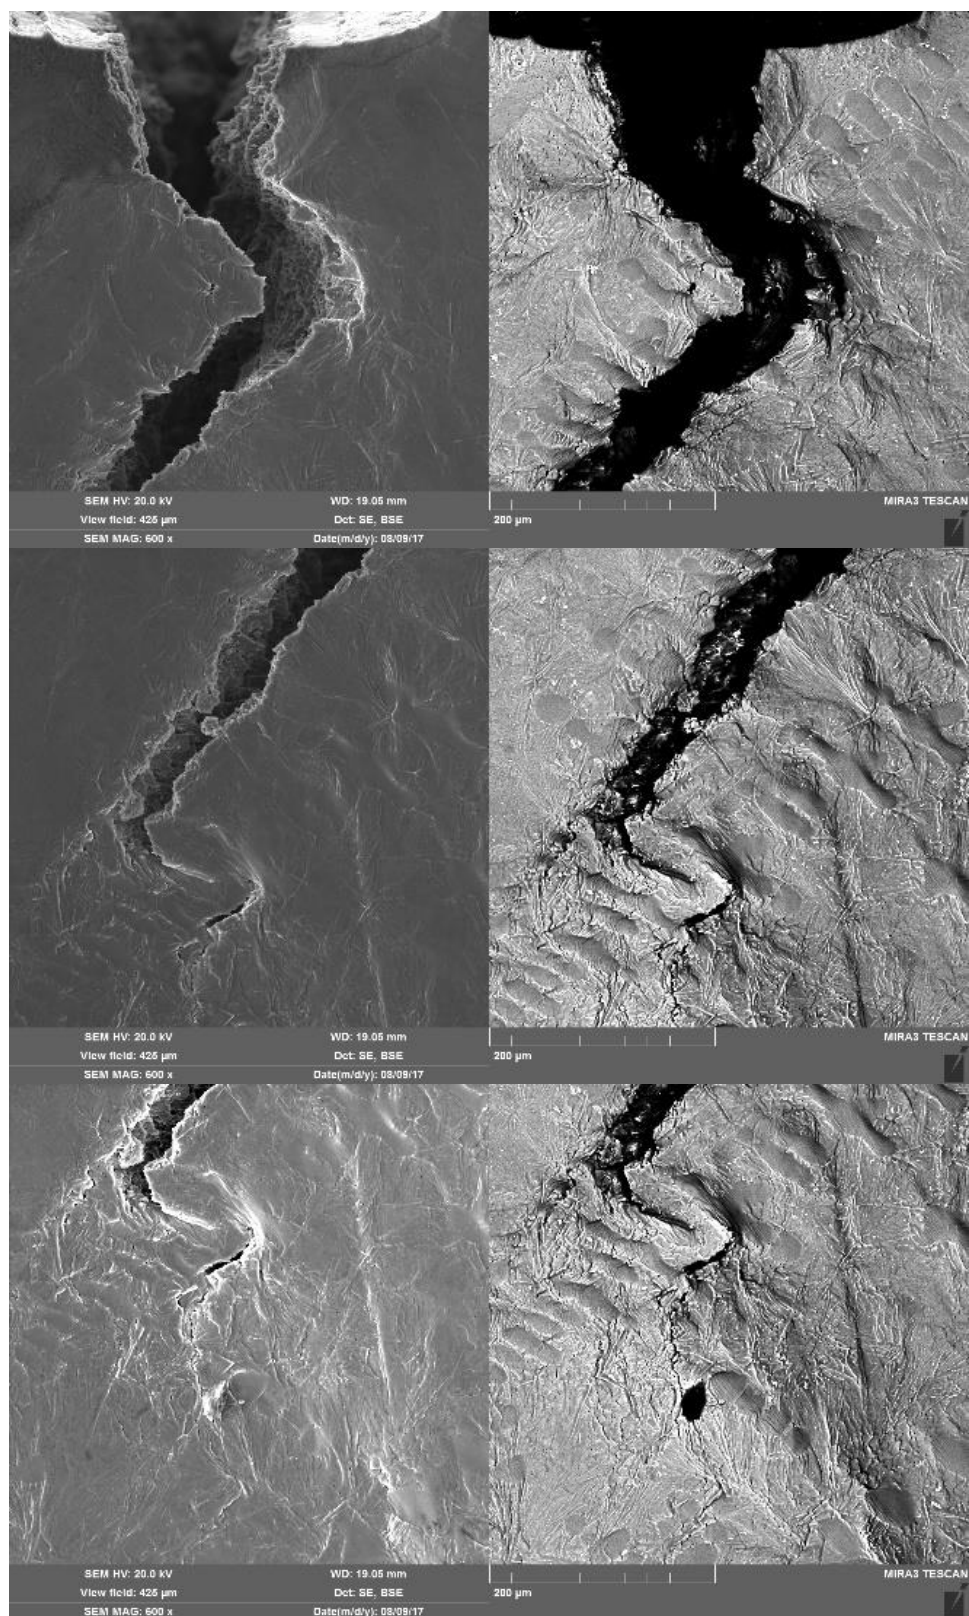 SEM HV: 20.0 kV WD: 19.05 mm MIRA3 TESCAN
View field: 425 µm Det: SE, BSE 200 µm
SEM MAG: 600 x Date(m/d/y): 08/09/17
SEM HV: 20.0 kV WD: 19.05 mm MIRA3 TESCAN
View field: 425 µm Det: SE, BSE 200 µm
SEM MAG: 600 x Date(m/d/y): 08/09/17
SEM HV: 20.0 kV WD: 19.05 mm MIRA3 TESCAN
View field: 425 µm Det: SE, BSE 200 µm
SEM MAG: 600 x Date(m/d/y): 08/09/17